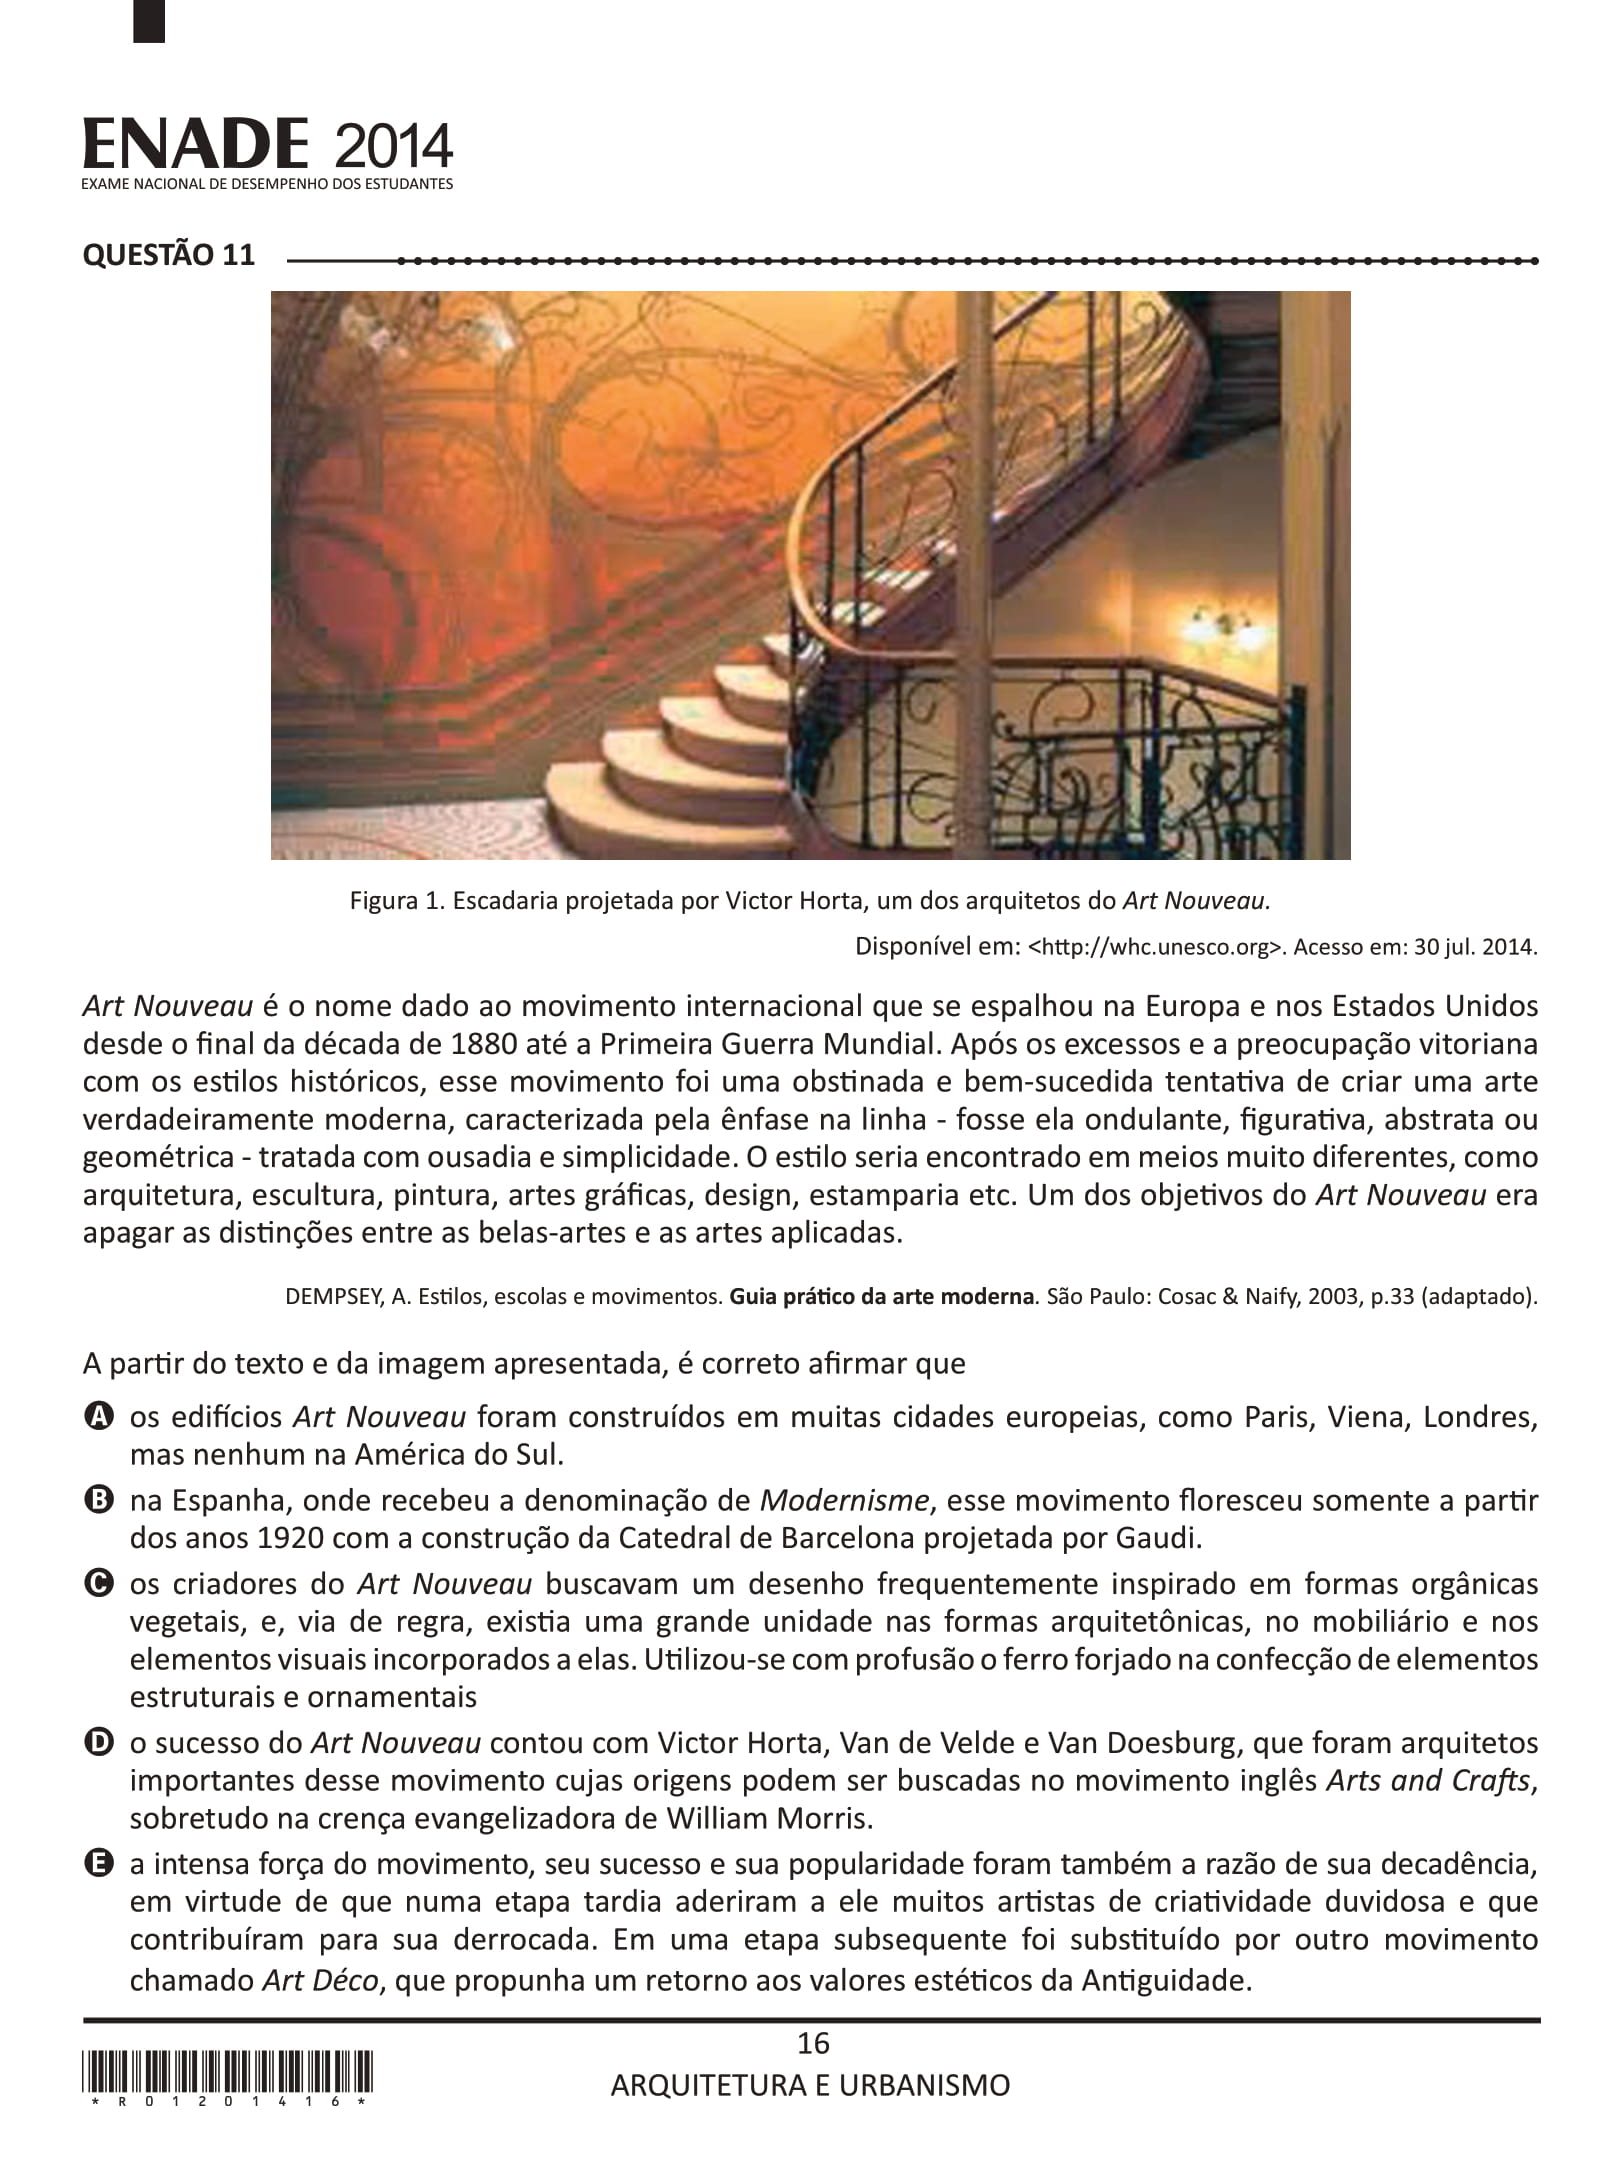 ENADE 2014
EXAME NACIONAL DE DESEMPENHO DOS ESTUDANTES
QUESTÃO 11
Figura 1. Escadaria projetada por Victor Horta, um dos arquitetos do Art Nouveau.
Disponível em: <http://whc.unesco.org>. Acesso em: 30 jul. 2014.
Art Nouveau é o nome dado ao movimento internacional que se espalhou na Europa e nos Estados Unidos
desde o final da década de 1880 até a Primeira Guerra Mundial. Após os excessos e a preocupação vitoriana
com os estilos históricos, esse movimento foi uma obstinada e bem-sucedida tentativa de criar uma arte
verdadeiramente moderna, caracterizada pela ênfase na linha - fosse ela ondulante, figurativa, abstrata ou
geométrica - tratada com ousadia e simplicidade. O estilo seria encontrado em meios muito diferentes, como
arquitetura, escultura, pintura, artes gráficas, design, estamparia etc. Um dos objetivos do Art Nouveau era
apagar as distinções entre as belas-artes e as artes aplicadas.
DEMPSEY, A. Estilos, escolas e movimentos. Guia prático da arte moderna. São Paulo: Cosac & Naify, 2003, p.33 (adaptado).
A partir do texto e da imagem apresentada, é correto afirmar que
A os edifícios Art Nouveau foram construídos em muitas cidades europeias, como Paris, Viena, Londres,
mas nenhum na América do Sul.
B na Espanha, onde recebeu a denominação de Modernisme, esse movimento floresceu somente a partir
dos anos 1920 com a construção da Catedral de Barcelona projetada por Gaudi.
C os criadores do Art Nouveau buscavam um desenho frequentemente inspirado em formas orgânicas
vegetais, e, via de regra, existia uma grande unidade nas formas arquitetônicas, no mobiliário e nos
elementos visuais incorporados a elas. Utilizou-se com profusão o ferro forjado na confecção de elementos
estruturais e ornamentais
D o sucesso do Art Nouveau contou com Victor Horta, Van de Velde e Van Doesburg, que foram arquitetos
importantes desse movimento cujas origens podem ser buscadas no movimento inglês Arts and Crafts,
sobretudo na crença evangelizadora de William Morris.
E a intensa força do movimento, seu sucesso e sua popularidade foram também a razão de sua decadência,
em virtude de que numa etapa tardia aderiram a ele muitos artistas de criatividade duvidosa e que
contribuíram para sua derrocada. Em uma etapa subsequente foi substituído por outro movimento
chamado Art Déco, que propunha um retorno aos valores estéticos da Antiguidade.
16
ARQUITETURA E URBANISMO
* R 0 1 2 0 1 4 1 6 *